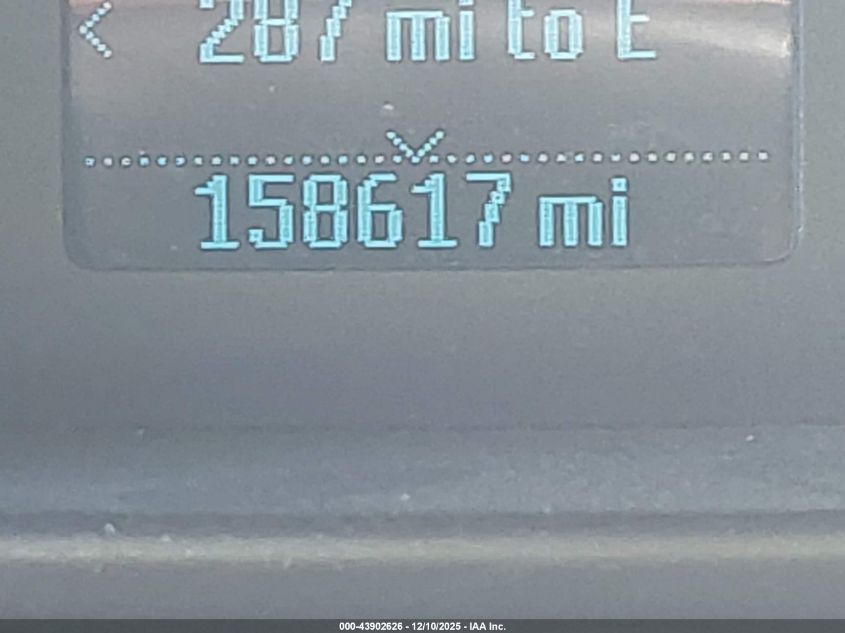 < 287 mi to E
158617 mi
000-43902626 - 12/10/2025 - IAA Inc.